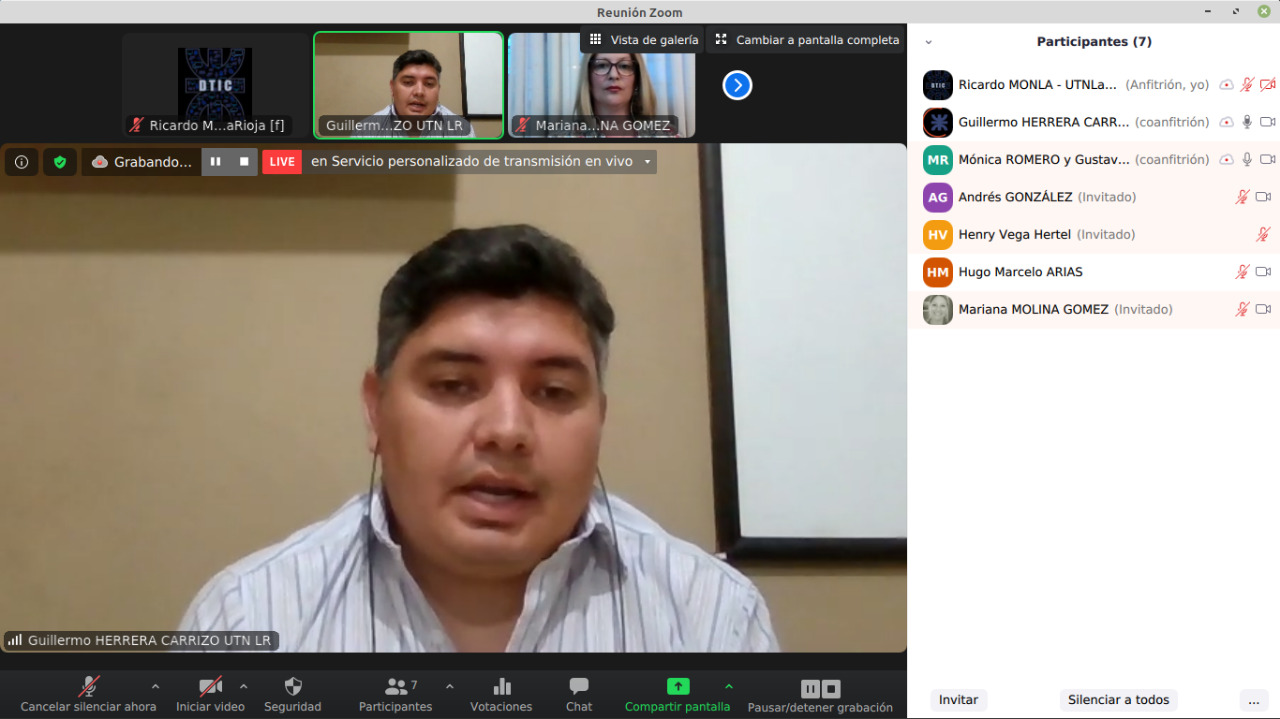 Reunión Zoom
Vista de galería
Cambiar a pantalla completa
DTIC
Ricardo M...aRioja [f]
Guillerm...ZO UTN LR
Mariana...NA GOMEZ
Grabando...
LIVE
en Servicio personalizado de transmisión en vivo
Guillermo HERRERA CARRIZO UTN LR
Cancelar silenciar ahora
Iniciar video
Seguridad
7
Participantes
Votaciones
Chat
Compartir pantalla
Pausar/detener grabación
Participantes (7)
DTIC
Ricardo MONLA - UTNLa... (Anfitrión, yo)
Guillermo HERRERA CARR... (coanfitrión)
MR Mónica ROMERO y Gustav... (coanfitrión)
AG Andrés GONZÁLEZ (Invitado)
HV Henry Vega Hertel (Invitado)
HM Hugo Marcelo ARIAS
Mariana MOLINA GOMEZ (Invitado)
Invitar
Silenciar a todos
...